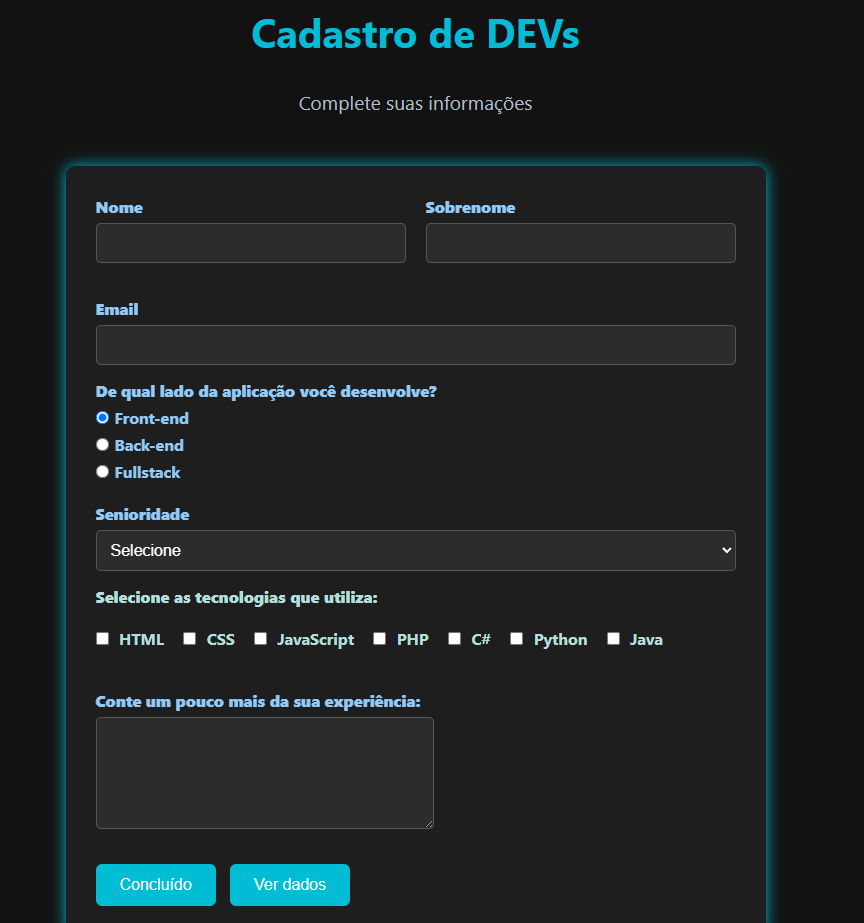 Cadastro de DEVs
Complete suas informações
Nome Sobrenome
Email
De qual lado da aplicação você desenvolve?
Front-end
Back-end
Fullstack
Senioridade
Selecione
Selecione as tecnologias que utiliza:
HTML CSS JavaScript PHP C# Python Java
Conte um pouco mais da sua experiência:
Concluído Ver dados